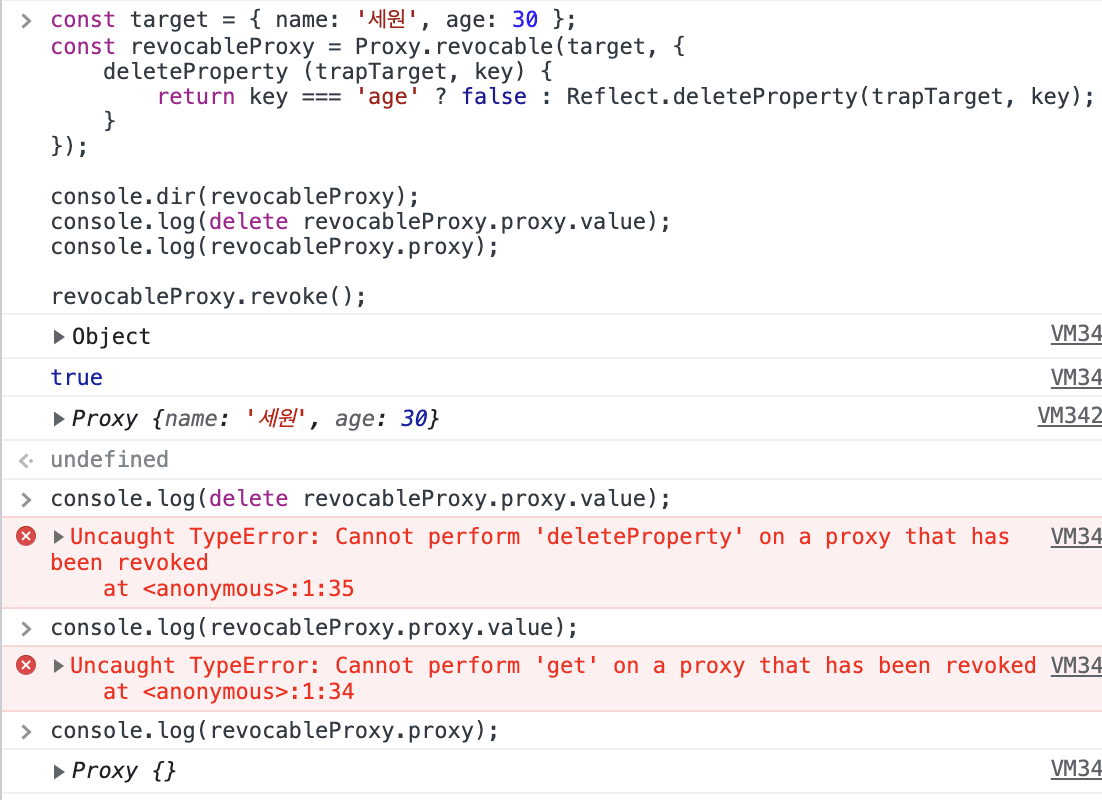 > const target = { name: '세원', age: 30 };
const revocableProxy = Proxy.revocable(target, {
    deleteProperty (trapTarget, key) {
        return key === 'age' ? false : Reflect.deleteProperty(trapTarget, key);
    }
});
console.dir(revocableProxy);
console.log(delete revocableProxy.proxy.value);
console.log(revocableProxy.proxy);
revocableProxy.revoke();
▶ Object VM34
true VM34
▶ Proxy {name: '세원', age: 30} VM342
undefined
> console.log(delete revocableProxy.proxy.value);
▶ Uncaught TypeError: Cannot perform 'deleteProperty' on a proxy that has VM34
been revoked
    at <anonymous>:1:35
> console.log(revocableProxy.proxy.value);
▶ Uncaught TypeError: Cannot perform 'get' on a proxy that has been revoked VM34
    at <anonymous>:1:34
> console.log(revocableProxy.proxy);
▶ Proxy {} VM34